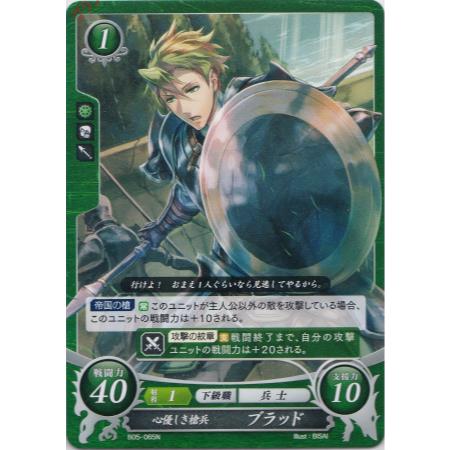 1
行けよ! おまえ1人ぐらいなら見逃してやるから。
帝国の槍 常 このユニットが主人公以外の敵を攻撃している場合、
このユニットの戦闘力は+10される。
攻撃の紋章 支 戦闘終了まで、自分の攻撃
ユニットの戦闘力は+20される。
戦闘力 40
射程 1 下級職 兵士
支援力 10
心優しき槍兵 ブラッド
B05-065N
Illust:BISAI